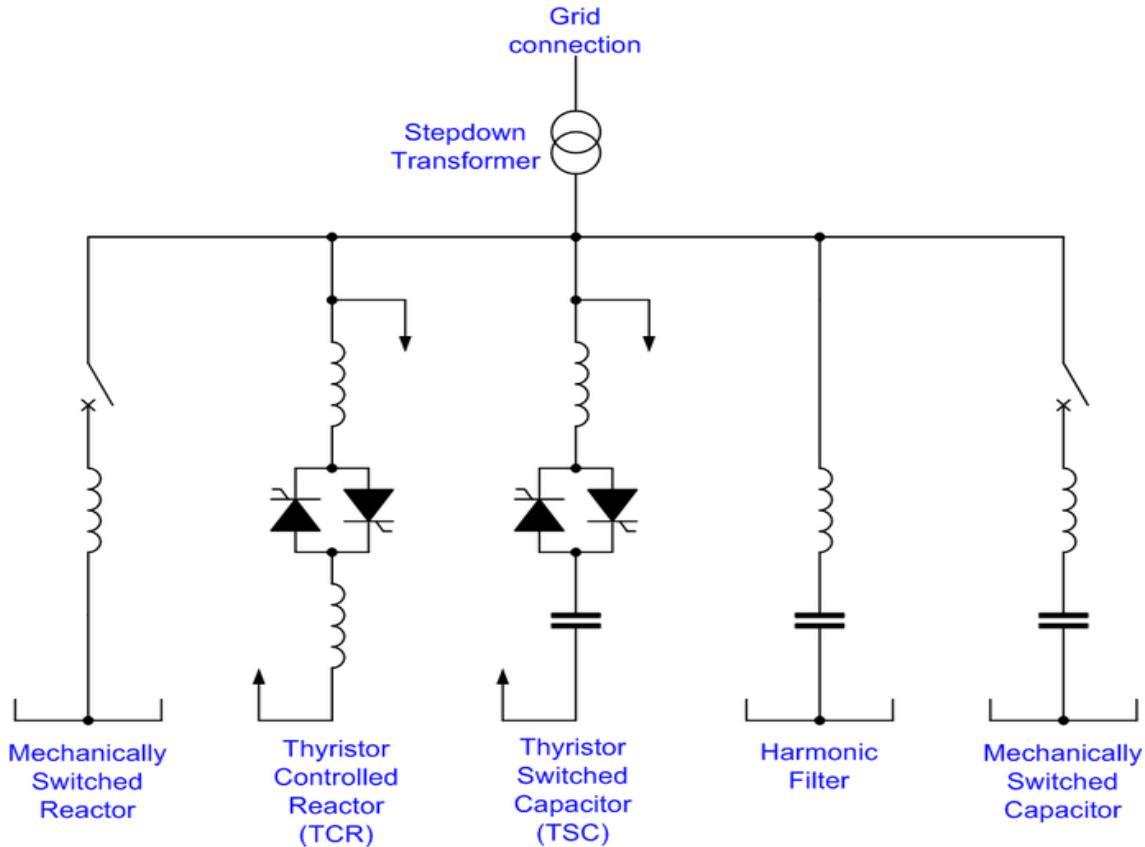 Grid
connection
Stepdown
Transformer
Mechanically
Switched
Reactor
Thyristor
Controlled
Reactor
(TCR)
Thyristor
Switched
Capacitor
(TSC)
Harmonic
Filter
Mechanically
Switched
Capacitor